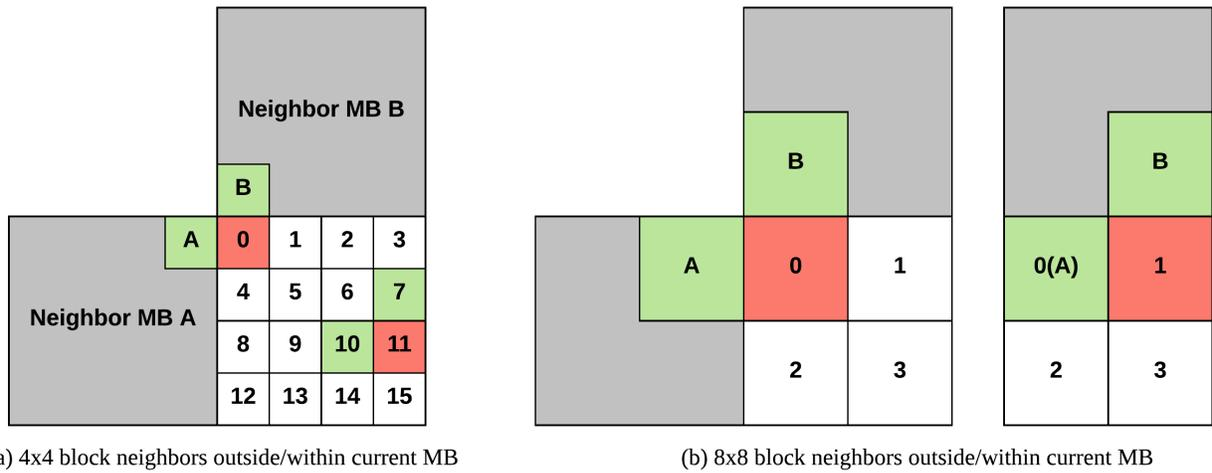 Neighbor MB B
B
A 0 1 2 3
4 5 6 7
Neighbor MB A
8 9 10 11
12 13 14 15
a) 4x4 block neighbors outside/within current MB
B
A 0 1
2 3
B
0(A) 1
2 3
(b) 8x8 block neighbors outside/within current MB